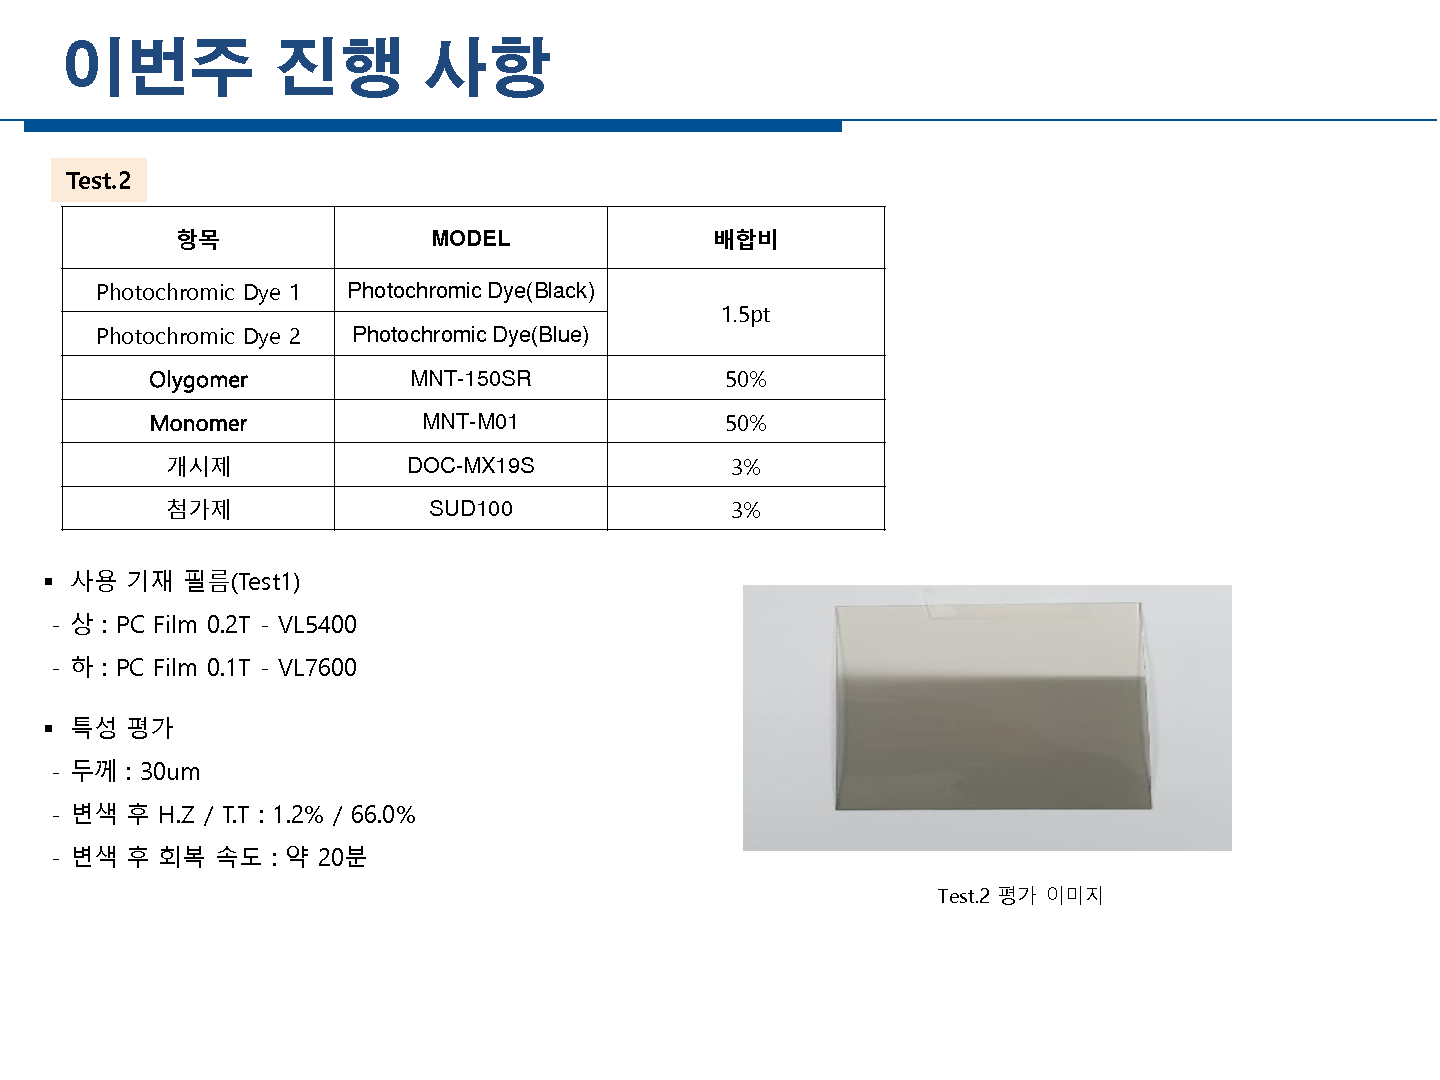 이번주 진행 사항
Test.2
항목 MODEL 배합비
Photochromic Dye 1 Photochromic Dye(Black) 1.5pt
Photochromic Dye 2 Photochromic Dye(Blue)
Olygomer MNT-150SR 50%
Monomer MNT-M01 50%
개시제 DOC-MX19S 3%
첨가제 SUD100 3%
▪ 사용 기재 필름(Test1)
- 상 : PC Film 0.2T - VL5400
- 하 : PC Film 0.1T - VL7600
▪ 특성 평가
- 두께 : 30um
- 변색 후 H.Z / T.T : 1.2% / 66.0%
- 변색 후 회복 속도 : 약 20분
Test.2 평가 이미지